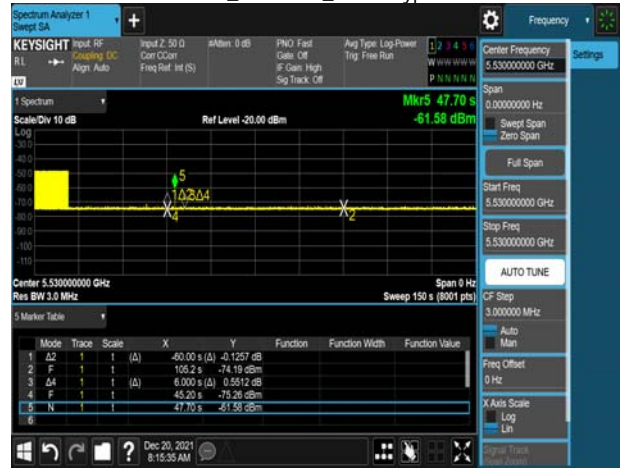 Spectrum Analyzer 1
Swept SA
Frequency
KEYSIGHT
RL
Input: RF
Coupling: DC
Align: Auto
Input Z: 50 Ω
Corr CCorr
Freq Ref: Int (S)
#Atten: 0 dB
PNO: Fast
Gate: Off
IF Gain: High
Sig Track: Off
Avg Type: Log-Power
Trig: Free Run
1 2 3 4 5 6
W W W W W W
P N N N N N
Center Frequency
5.530000000 GHz
Settings
Span
0.00000000 Hz
Swept Span
Zero Span
Full Span
Start Freq
5.530000000 GHz
Stop Freq
5.530000000 GHz
AUTO TUNE
CF Step
3.000000 MHz
Auto
Man
Freq Offset
0 Hz
X Axis Scale
Log
Lin
Signal Track
(Span Zoom)
1 Spectrum
Scale/Div 10 dB
Ref Level -20.00 dBm
Mkr5 47.70 s
-61.58 dBm
Log
-30.0
-40.0
-50.0
-60.0
-70.0
-80.0
-90.0
-100
-110
5
1Δ2
3Δ4
4
2
Center 5.530000000 GHz
Res BW 3.0 MHz
Span 0 Hz
Sweep 150 s (8001 pts)
5 Marker Table
Mode Trace Scale X Y Function Function Width Function Value
1 Δ2 1 t (Δ) -60.00 s (Δ) -0.1257 dB
2 F 1 t 105.2 s -74.19 dBm
3 Δ4 1 t (Δ) 6.000 s (Δ) 0.5512 dB
4 F 1 t 45.20 s -75.26 dBm
5 N 1 t 47.70 s -61.58 dBm
6
Dec 20, 2021
8:15:35 AM